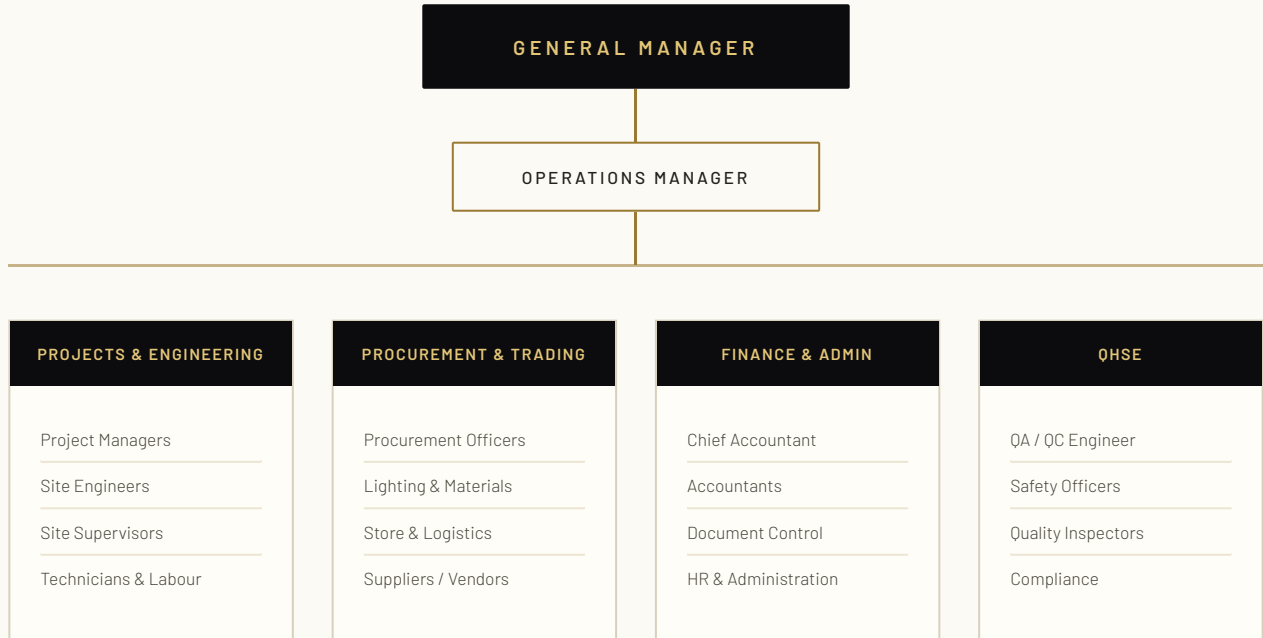 GENERAL MANAGER
OPERATIONS MANAGER
PROJECTS & ENGINEERING
Project Managers
Site Engineers
Site Supervisors
Technicians & Labour
PROCUREMENT & TRADING
Procurement Officers
Lighting & Materials
Store & Logistics
Suppliers / Vendors
FINANCE & ADMIN
Chief Accountant
Accountants
Document Control
HR & Administration
QHSE
QA / QC Engineer
Safety Officers
Quality Inspectors
Compliance